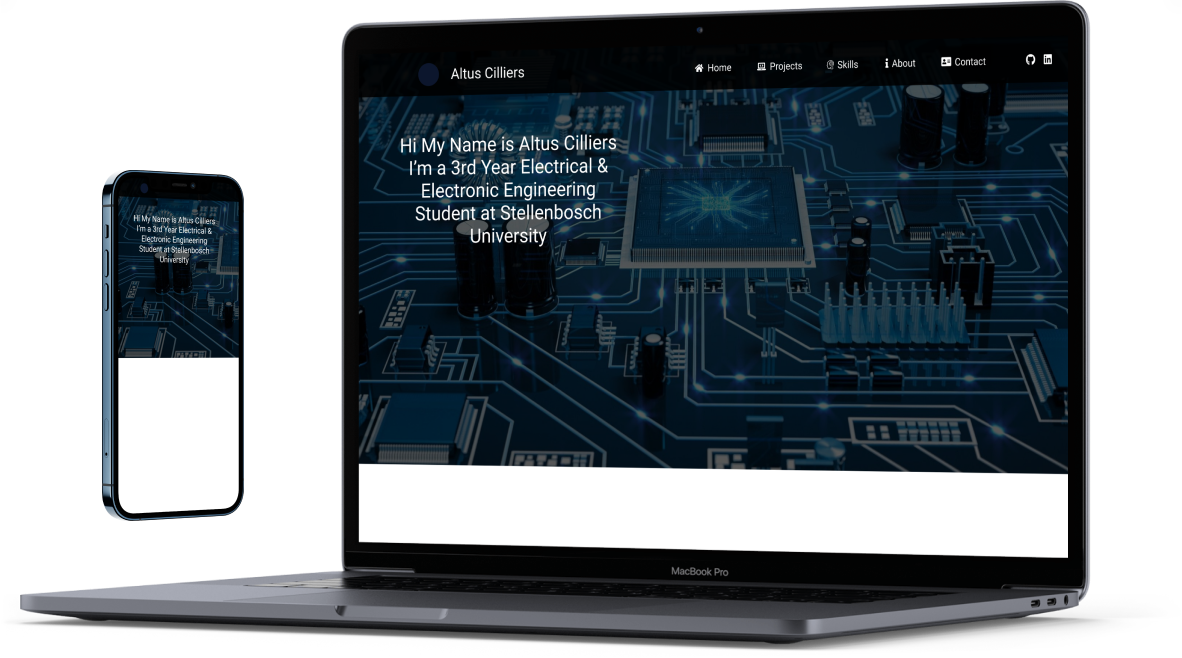 Altus Cilliers
Home
Projects
Skills
About
Contact
Hi My Name is Altus Cilliers
I'm a 3rd Year Electrical &
Electronic Engineering
Student at Stellenbosch
University
Hi My Name is Altus Cilliers
I'm a 3rd Year Electrical &
Electronic Engineering
Student at Stellenbosch
University
MacBook Pro